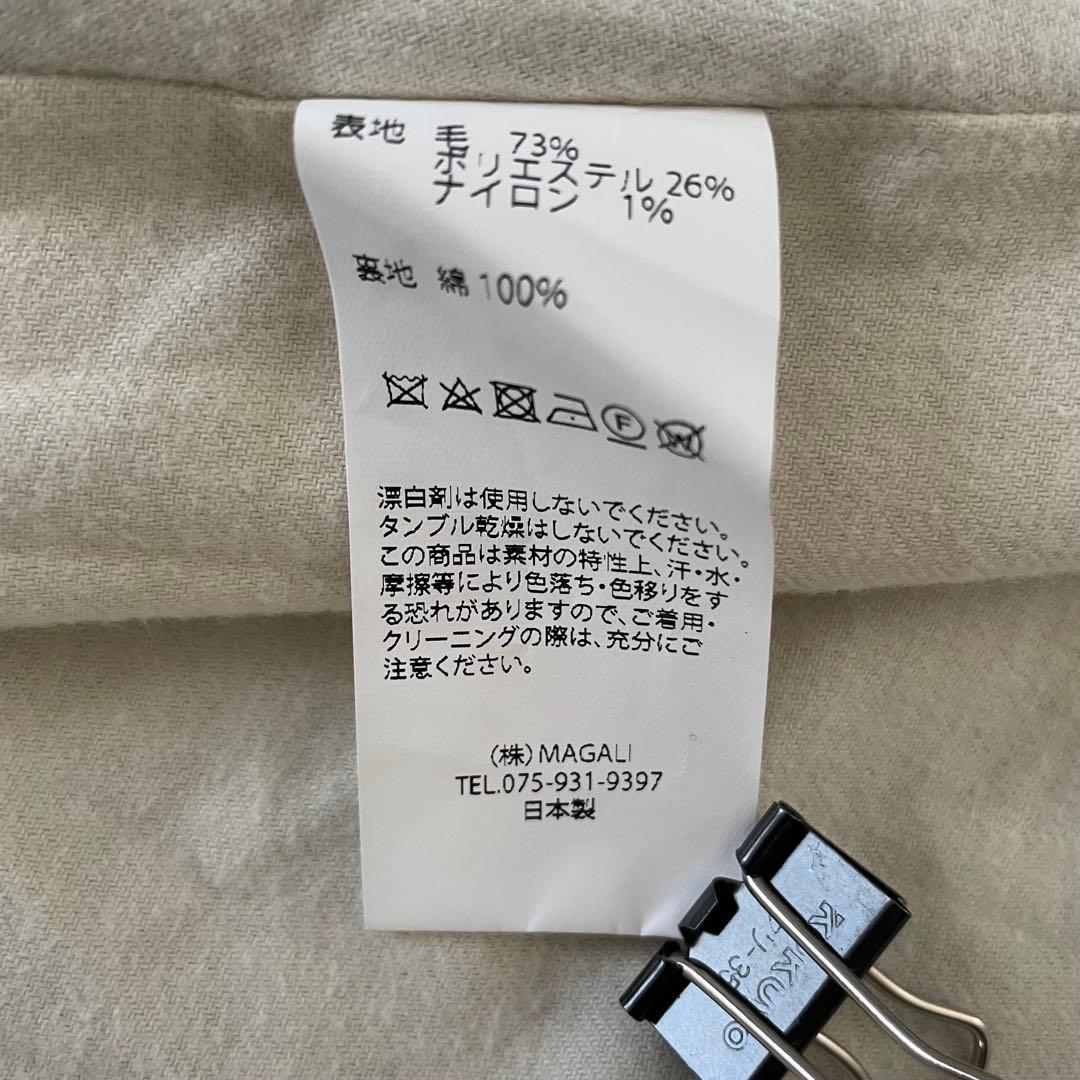 表地 毛 73%
ポリエステル 26%
ナイロン 1%
裏地 綿 100%
F
W
漂白剤は使用しないでください。
タンブル乾燥はしないでください。
この商品は素材の特性上、汗・水・
摩擦等により色落ち・色移りをす
る恐れがありますので、ご着用・
クリーニングの際は、充分にご
注意ください。
(株)MAGALI
TEL.075-931-9397
日本製
KOKUYO